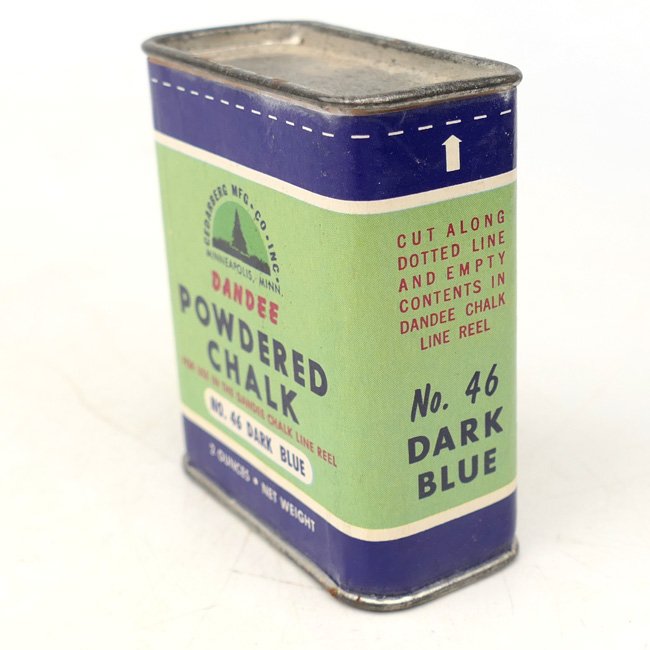 CEDARBERG MFG • CO • INC •
MINNEAPOLIS, MINN.
DANDEE
POWDERED
CHALK
FOR USE IN THE DANDEE CHALK LINE REEL
NO. 46 DARK BLUE
OUNCES • NET WEIGHT
CUT ALONG
DOTTED LINE
AND EMPTY
CONTENTS IN
DANDEE CHALK
LINE REEL
No. 46
DARK
BLUE